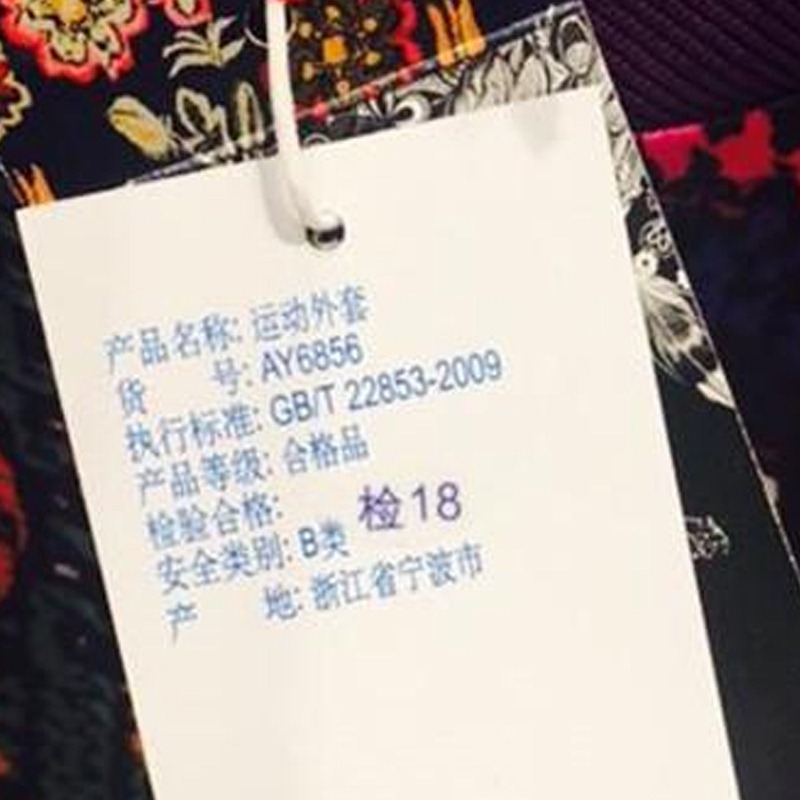 产品名称: 运动外套
货 号: AY6856
执行标准: GB/T 22853-2009
产品等级: 合格品
检验合格: 检18
安全类别: B类
产 地: 浙江省宁波市